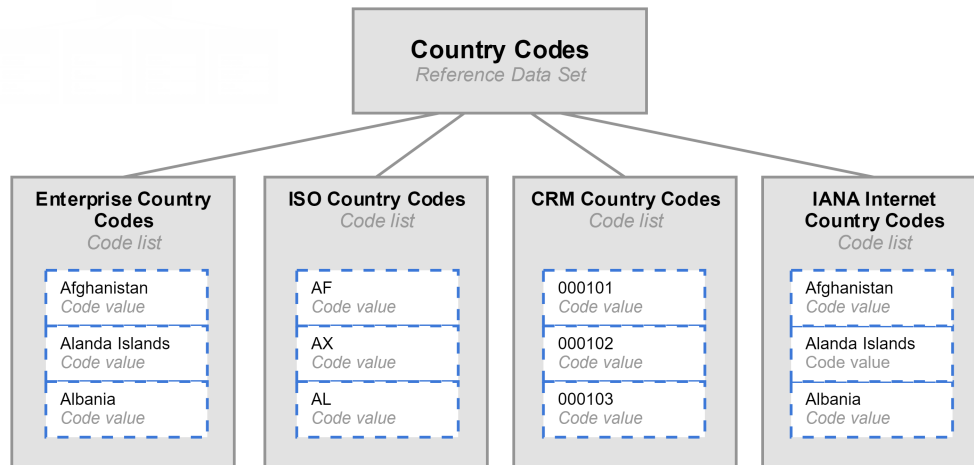 Country Codes
Reference Data Set
Enterprise Country
Codes
Code list
Afghanistan
Code value
Alanda Islands
Code value
Albania
Code value
ISO Country Codes
Code list
AF
Code value
AX
Code value
AL
Code value
CRM Country Codes
Code list
000101
Code value
000102
Code value
000103
Code value
IANA Internet
Country Codes
Code list
Afghanistan
Code value
Alanda Islands
Code value
Albania
Code value